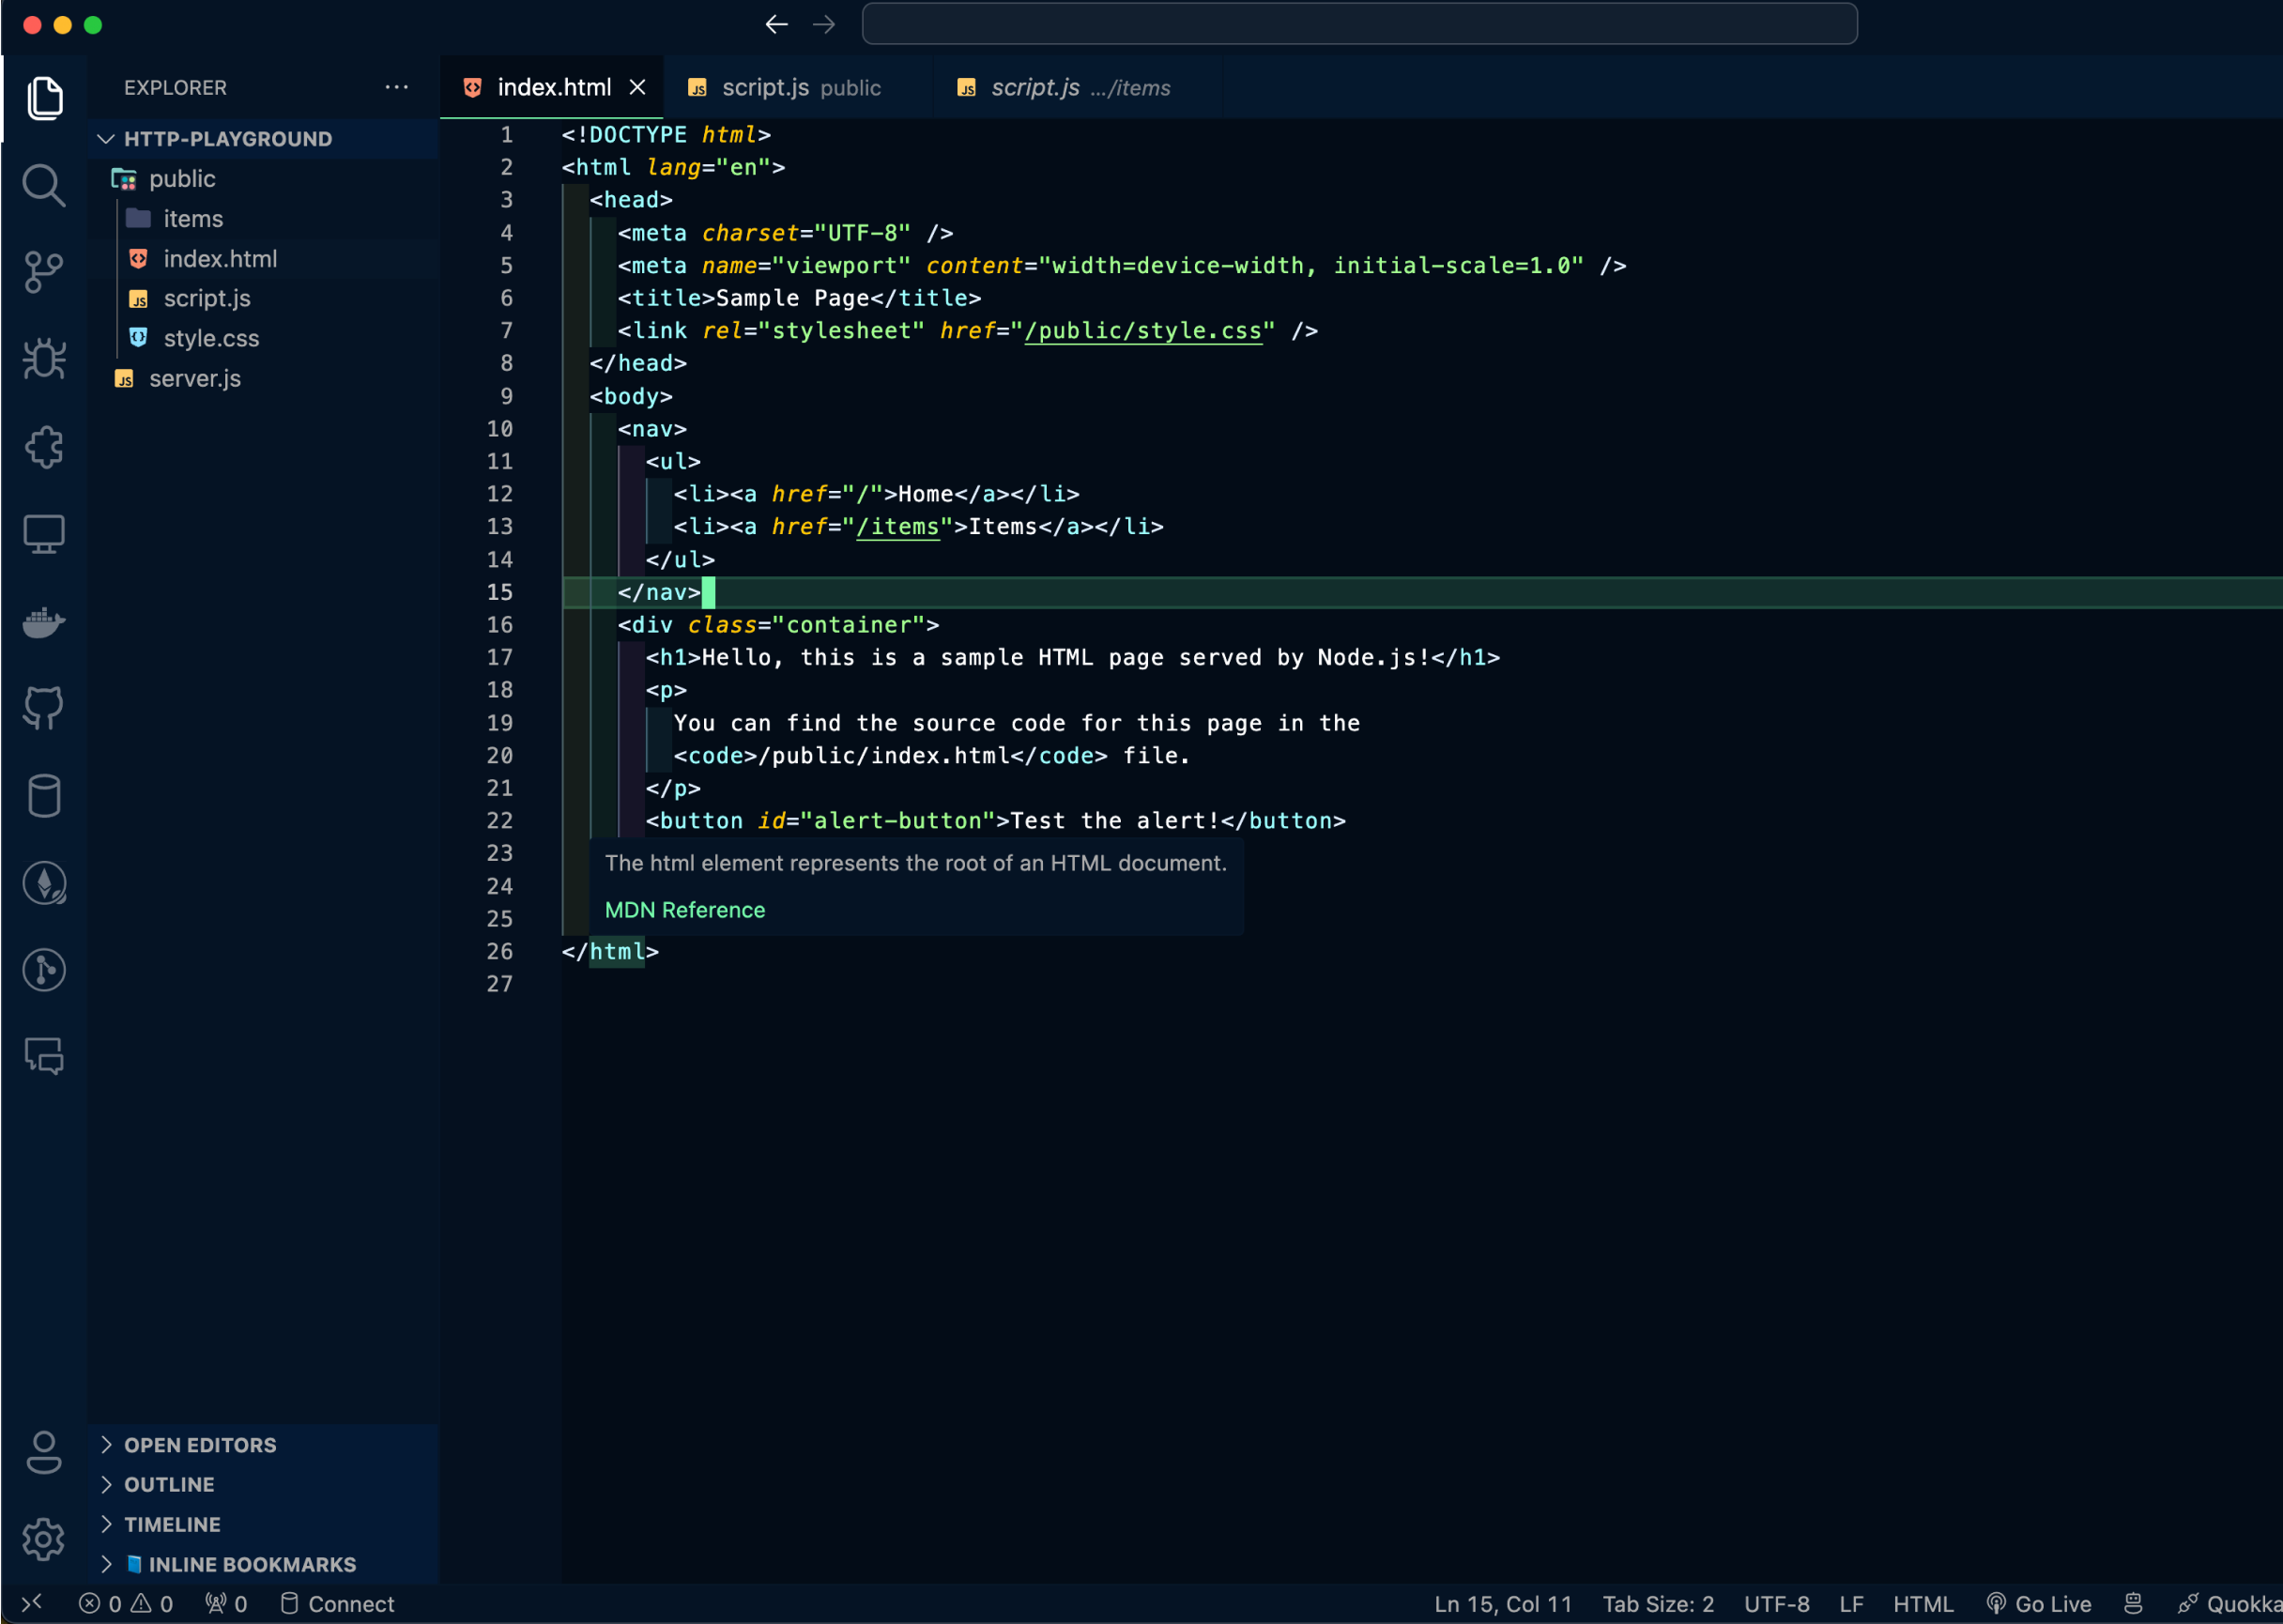 EXPLORER
index.html
script.js public
script.js .../items
HTTP-PLAYGROUND
public
items
index.html
script.js
style.css
server.js
1 <!DOCTYPE html>
2 <html lang="en">
3 <head>
4 <meta charset="UTF-8" />
5 <meta name="viewport" content="width=device-width, initial-scale=1.0" />
6 <title>Sample Page</title>
7 <link rel="stylesheet" href="/public/style.css" />
8 </head>
9 <body>
10 <nav>
11 <ul>
12 <li><a href="/">Home</a></li>
13 <li><a href="/items">Items</a></li>
14 </ul>
15 </nav>
16 <div class="container">
17 <h1>Hello, this is a sample HTML page served by Node.js!</h1>
18 <p>
19 You can find the source code for this page in the
20 <code>/public/index.html</code> file.
21 </p>
22 <button id="alert-button">Test the alert!</button>
23
The html element represents the root of an HTML document.
24
MDN Reference
25
26 </html>
27
OPEN EDITORS
OUTLINE
TIMELINE
INLINE BOOKMARKS
0 0 0 Connect Ln 15, Col 11 Tab Size: 2 UTF-8 LF HTML Go Live Quokka